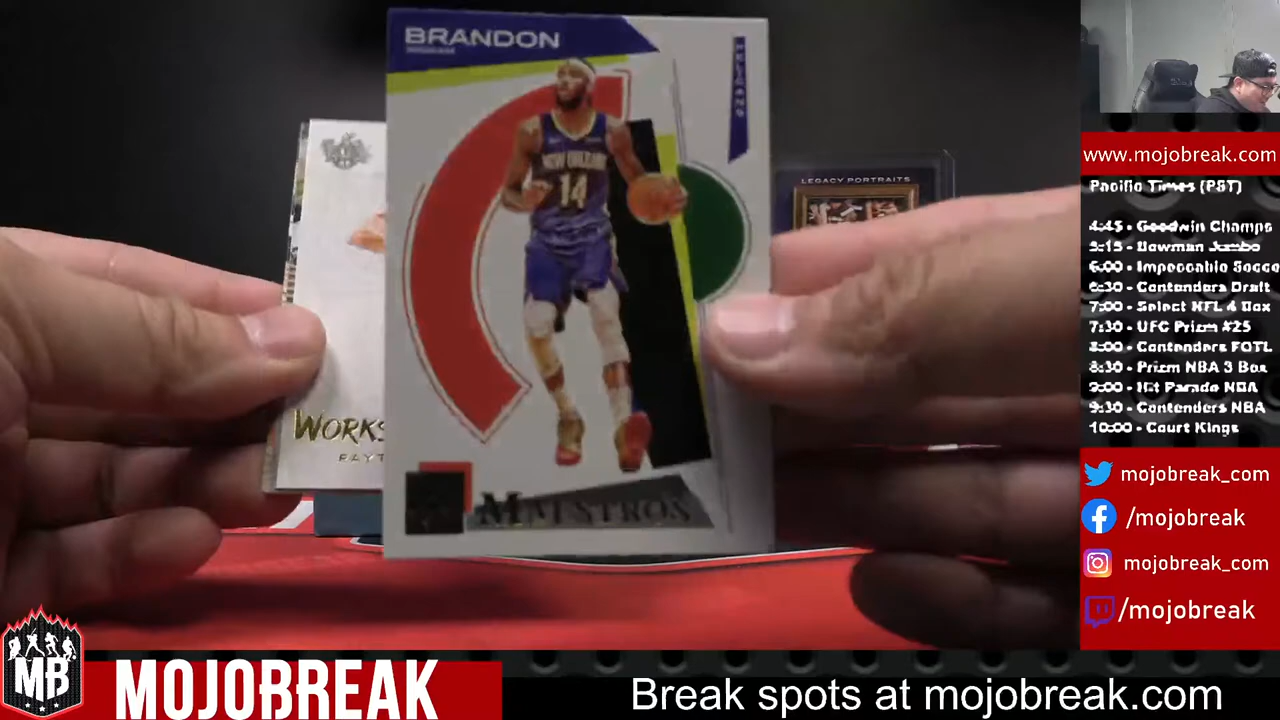 BRANDON
PELICANS
NEW ORLEANS
14
MAESTROS
LEGACY PORTRAITS
WORKS
PAYT
www.mojobreak.com
Pacific Times (PST)
4:45 - Goodwin Champs
5:15 - Bowman Jumbo
6:00 - Impeccable Socce
6:30 - Contenders Draft
7:00 - Select NFL 4 Box
7:30 - UFC Prizm #25
8:00 - Contenders FOTL
8:30 - Prizm NBA 3 Box
9:00 - Hit Parade NBA
9:30 - Contenders NBA
10:00 - Court Kings
mojobreak_com
/mojobreak
mojobreak_com
/mojobreak
MB
MOJOBREAK
Break spots at mojobreak.com